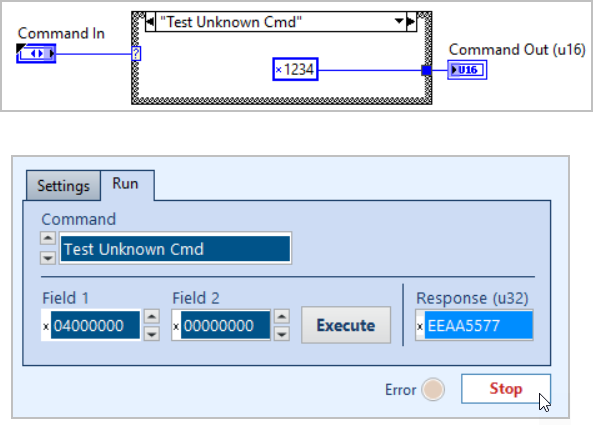 "Test Unknown Cmd"
Command In
?
×1234
Command Out (u16)
U16
Settings
Run
Command
Test Unknown Cmd
Field 1
Field 2
Response (u32)
x 04000000
x 00000000
Execute
x EEAA5577
Error
Stop